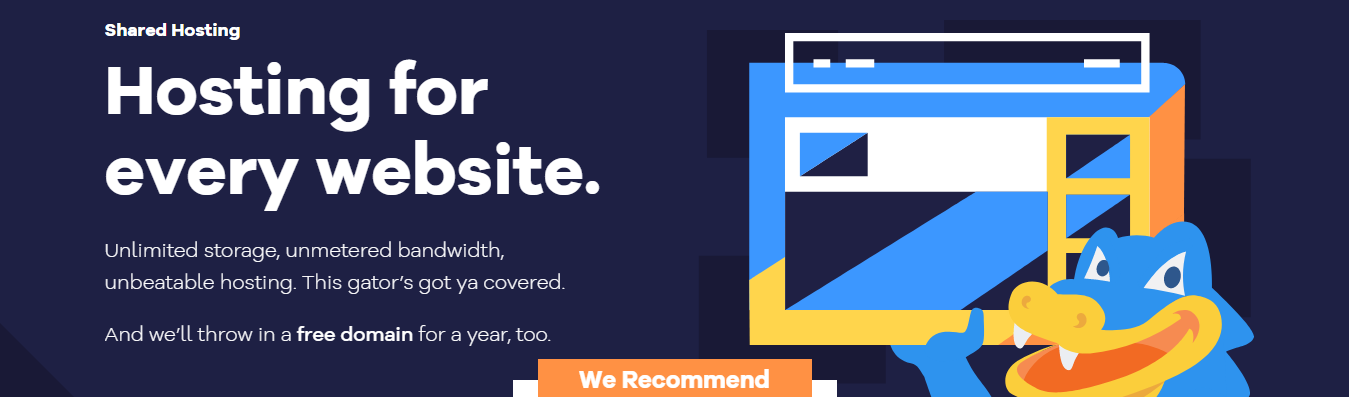 Shared Hosting
Hosting for
every website.
Unlimited storage, unmetered bandwidth,
unbeatable hosting. This gator’s got ya covered.
And we’ll throw in a free domain for a year, too.
We Recommend